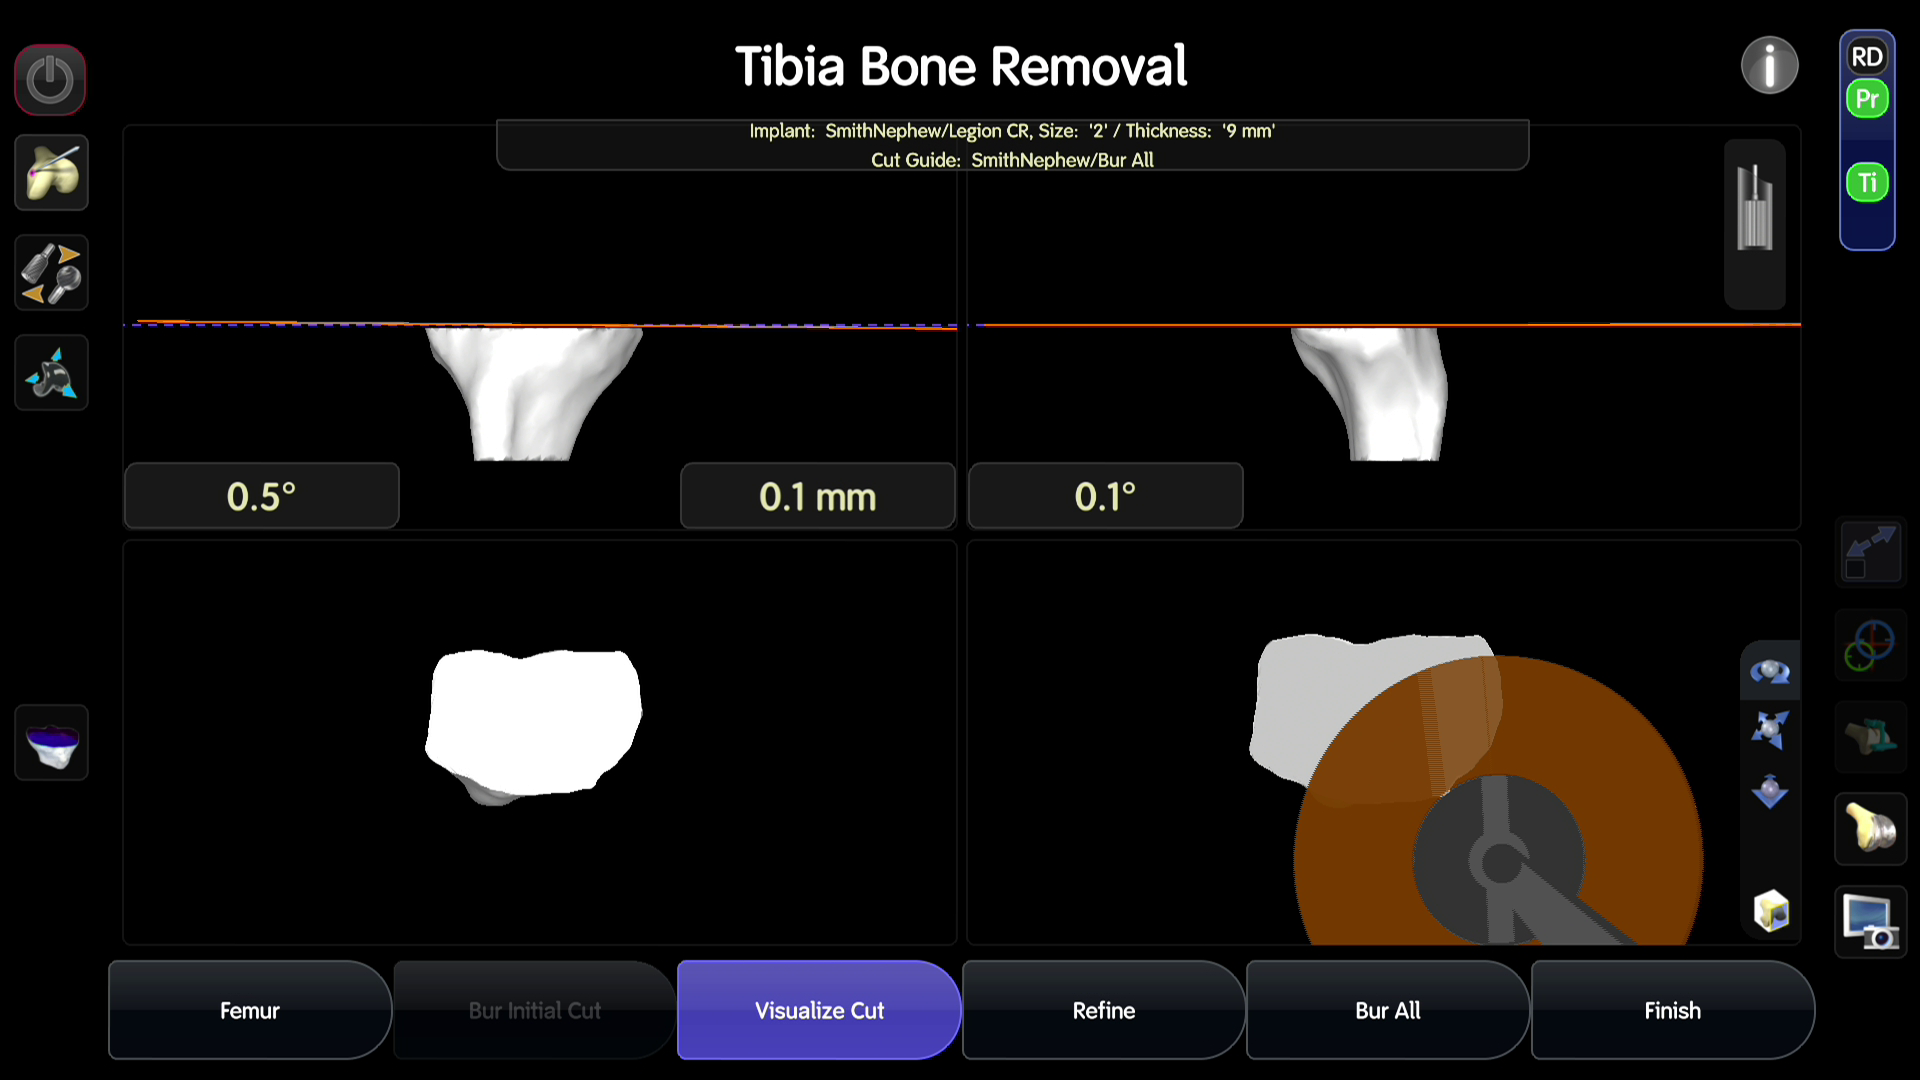 Tibia Bone Removal
RD
Pr
Ti
Implant: SmithNephew/Legion CR, Size: '2' / Thickness: '9 mm'
Cut Guide: SmithNephew/Bur All
0.5°
0.1 mm
0.1°
Femur
Bur Initial Cut
Visualize Cut
Refine
Bur All
Finish